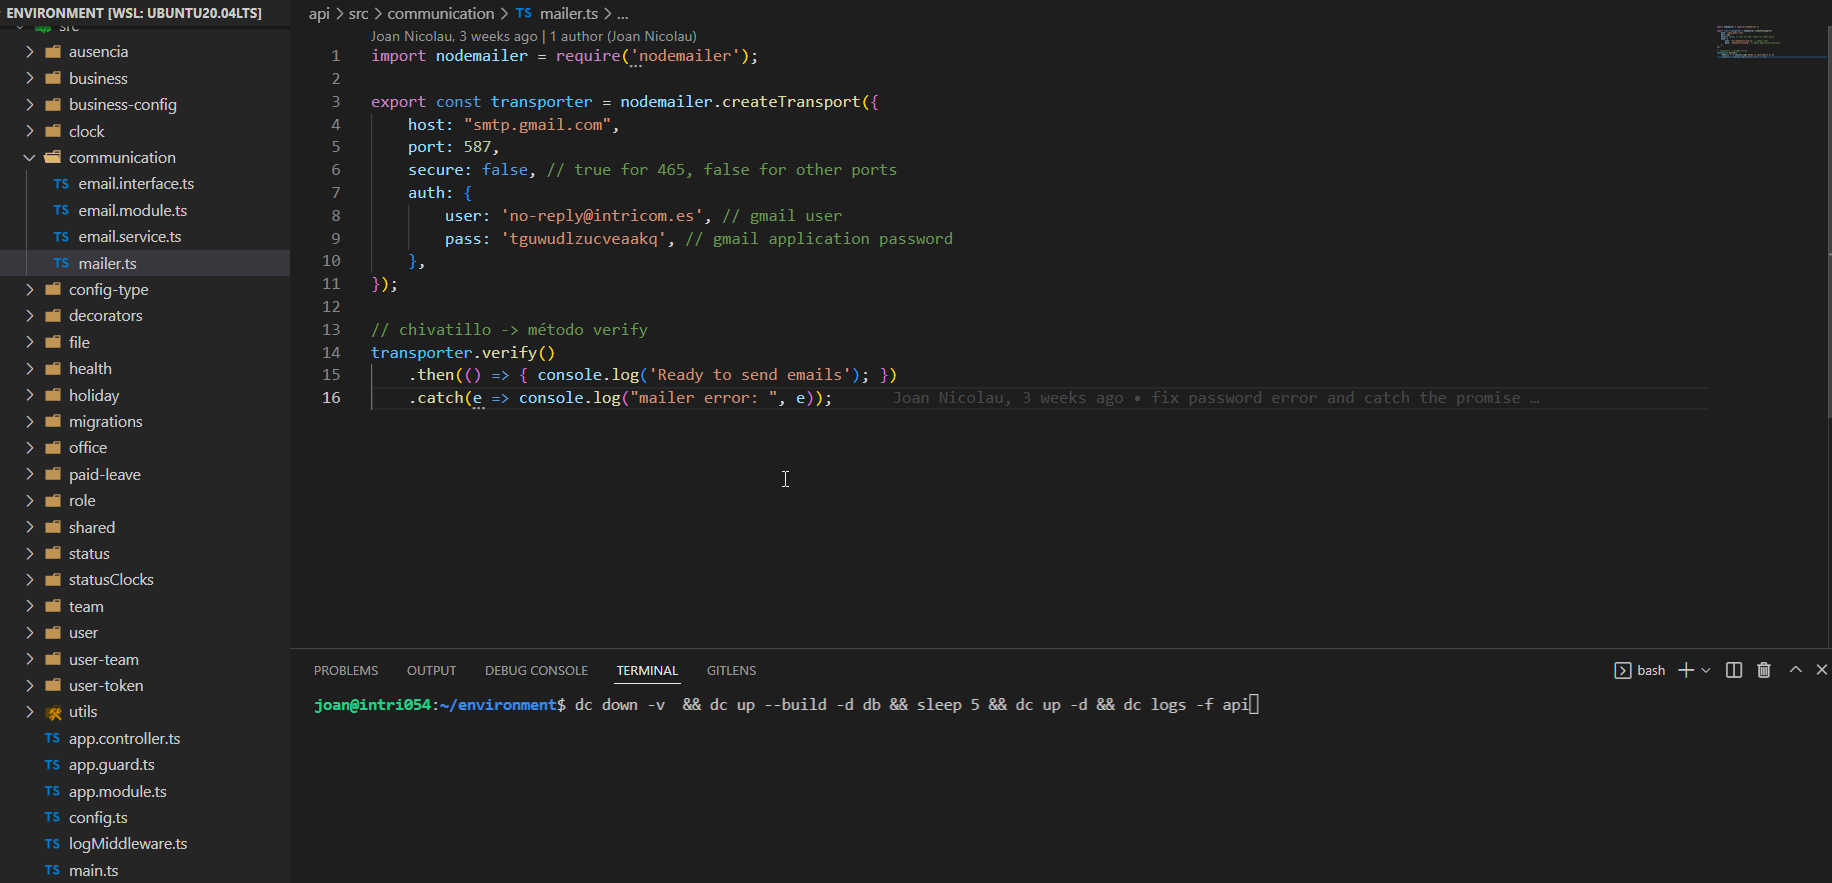 ENVIRONMENT [WSL: UBUNTU20.04LTS]
src
ausencia
business
business-config
clock
communication
TS email.interface.ts
TS email.module.ts
TS email.service.ts
TS mailer.ts
config-type
decorators
file
health
holiday
migrations
office
paid-leave
role
shared
status
statusClocks
team
user
user-team
user-token
utils
TS app.controller.ts
TS app.guard.ts
TS app.module.ts
TS config.ts
TS logMiddleware.ts
TS main.ts
api > src > communication > TS mailer.ts > ...
Joan Nicolau, 3 weeks ago | 1 author (Joan Nicolau)
1 import nodemailer = require('nodemailer');
2
3 export const transporter = nodemailer.createTransport({
4 host: "smtp.gmail.com",
5 port: 587,
6 secure: false, // true for 465, false for other ports
7 auth: {
8 user: 'no-reply@intricom.es', // gmail user
9 pass: 'tguwudlzucveaakq', // gmail application password
10 },
11 });
12
13 // chivatillo -> método verify
14 transporter.verify()
15 .then(() => { console.log('Ready to send emails'); })
16 .catch(e => console.log("mailer error: ", e)); Joan Nicolau, 3 weeks ago • fix password error and catch the promise …
PROBLEMS OUTPUT DEBUG CONSOLE TERMINAL GITLENS bash
joan@intri054:~/environment$ dc down -v  && dc up --build -d db && sleep 5 && dc up -d && dc logs -f api